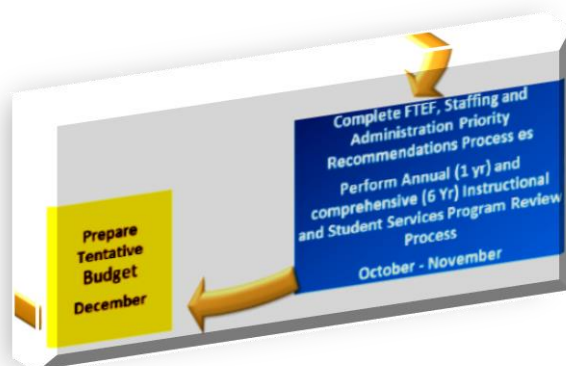 Complete FTEF, Staffing and
Administration Priority
Recommendations Process es
Perform Annual (1 yr) and
comprehensive (6 Yr) Instructional
and Student Services Program Review
Process
October - November
Prepare
Tentative
Budget
December